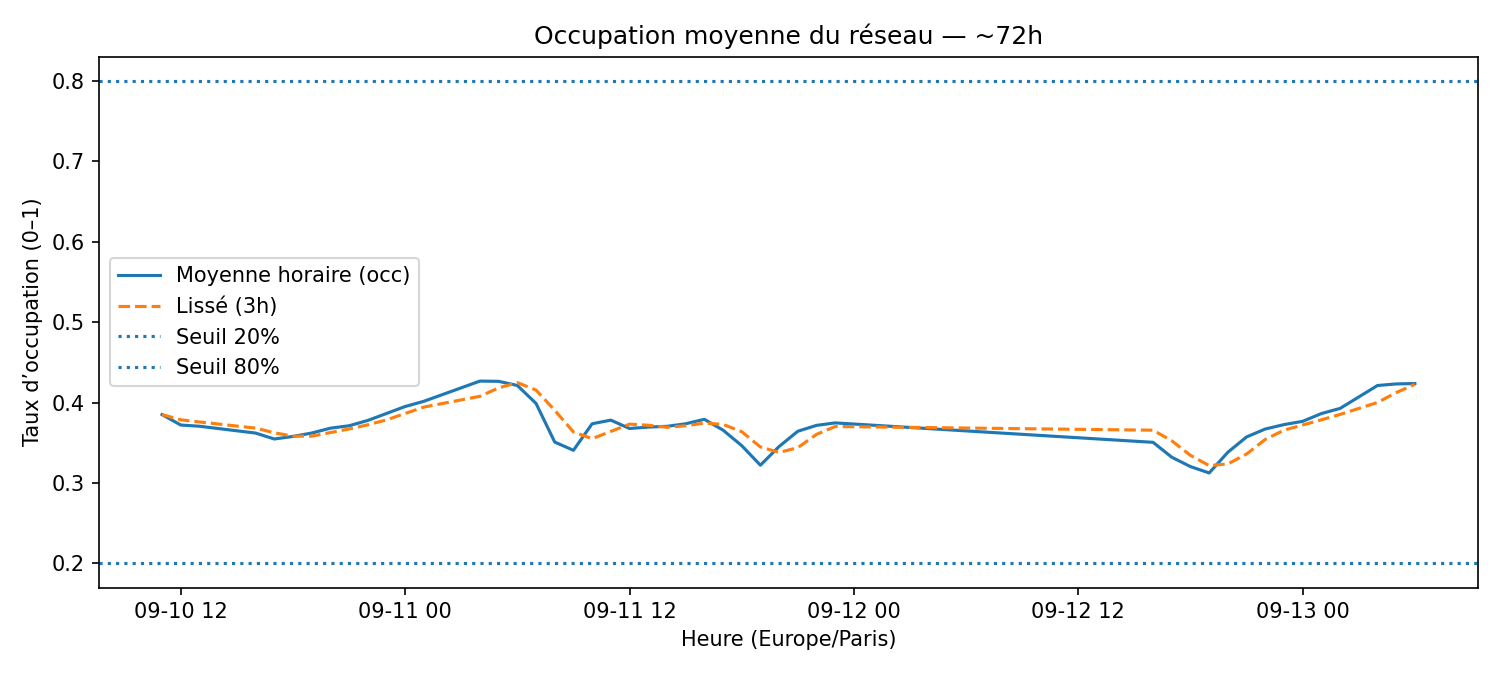 Occupation moyenne du réseau — ~72h
Taux d’occupation (0–1)
0.8
0.7
0.6
0.5
0.4
0.3
0.2
Moyenne horaire (occ)
Lissé (3h)
Seuil 20%
Seuil 80%
09-10 12
09-11 00
09-11 12
09-12 00
09-12 12
09-13 00
Heure (Europe/Paris)